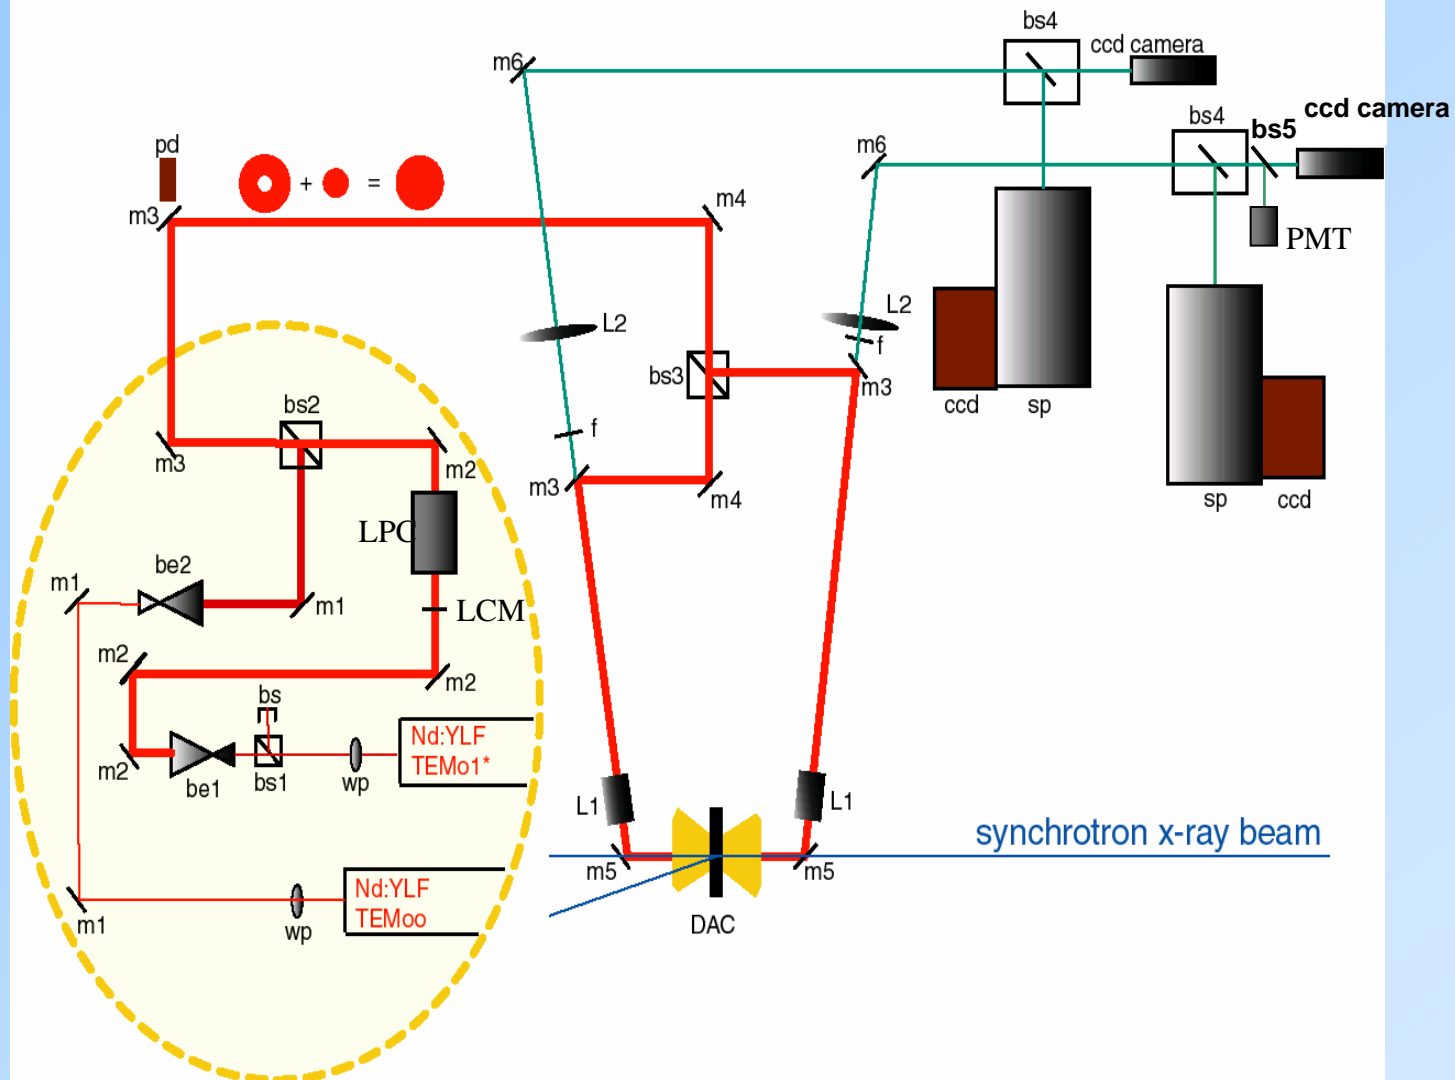 bs4
ccd camera
m6
ccd camera
bs4
bs5
pd
m6
+
=
m3
m4
PMT
L2
L2
f
bs3
m3
bs2
ccd
sp
f
m3
m2
m3
m4
sp
ccd
LPC
be2
m1
m1
LCM
m2
m2
bs
Nd:YLF
TEMo1*
m2
be1
bs1
wp
L1
L1
synchrotron x-ray beam
m5
m5
Nd:YLF
TEMoo
m1
wp
DAC